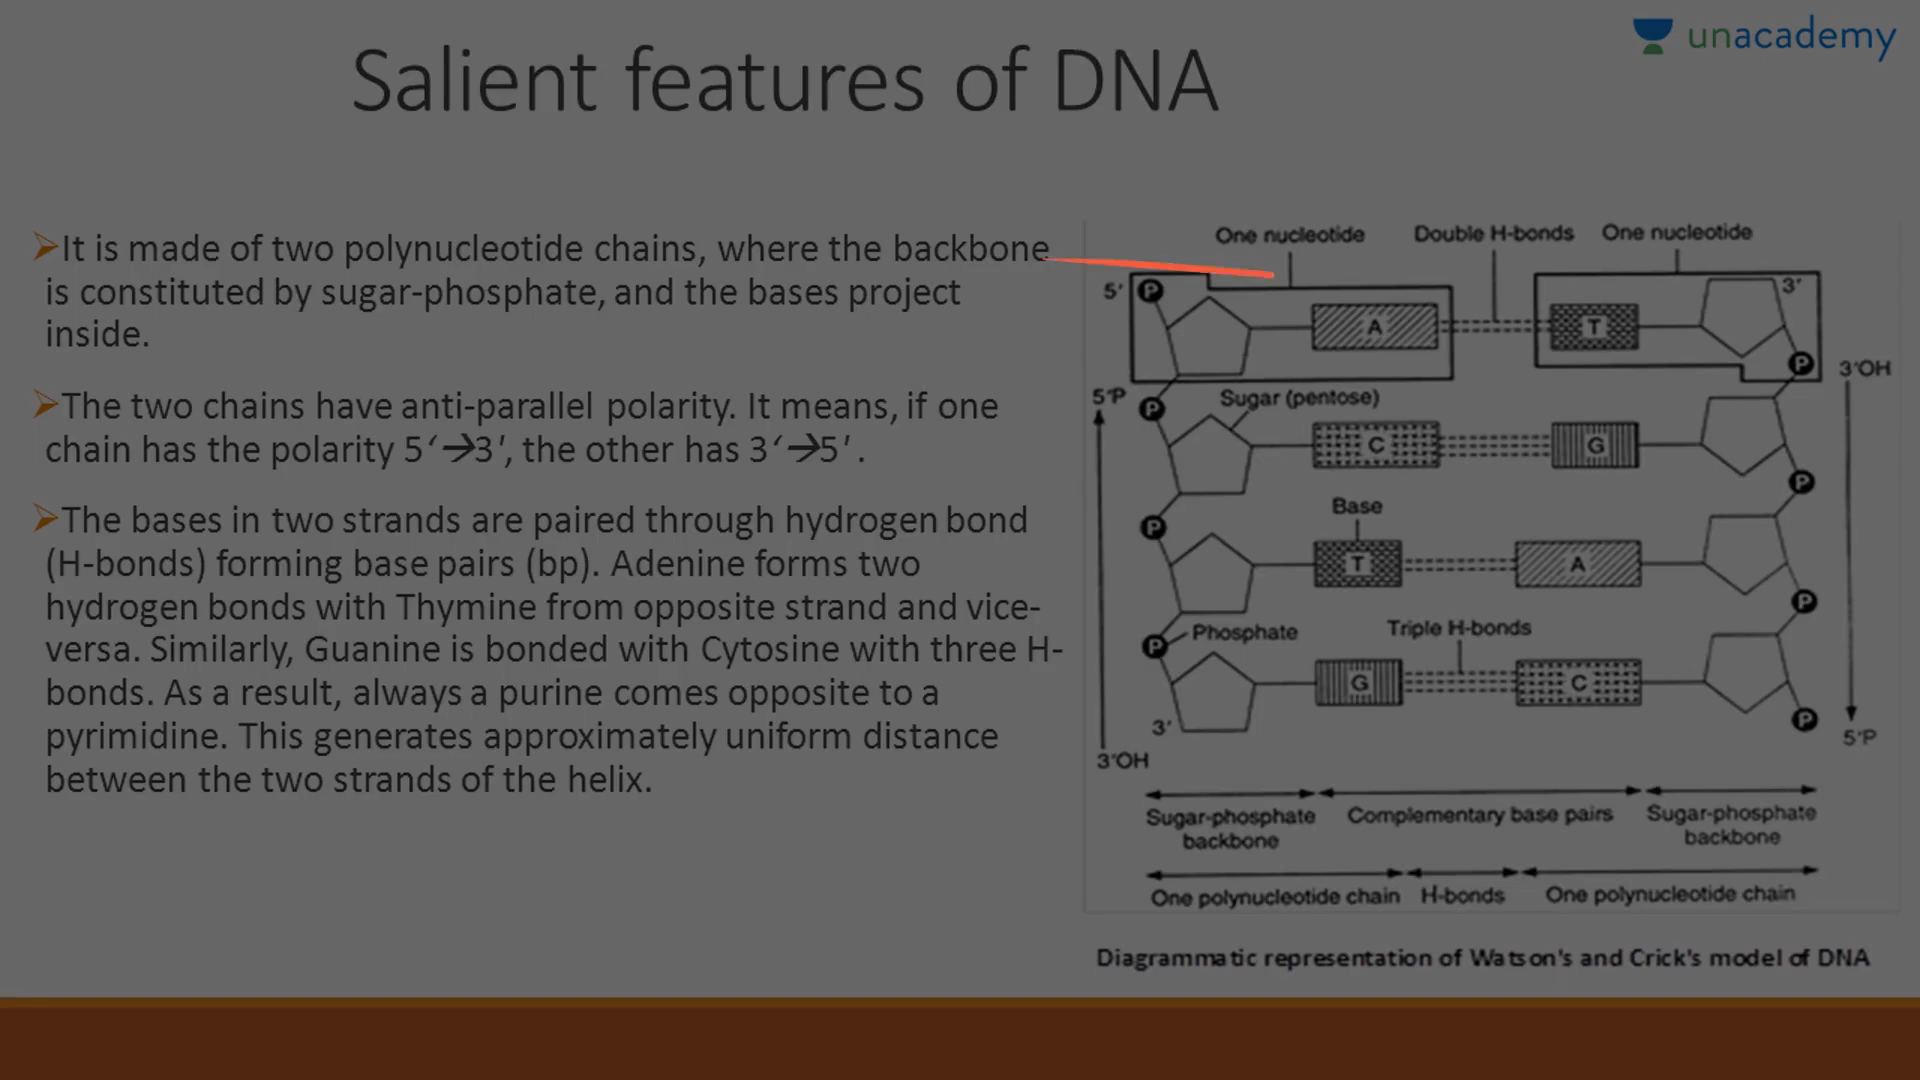 unacademy
Salient features of DNA
It is made of two polynucleotide chains, where the backbone
is constituted by sugar-phosphate, and the bases project
inside.
The two chains have anti-parallel polarity. It means, if one
chain has the polarity 5‘→3', the other has 3‘→5'.
The bases in two strands are paired through hydrogen bond
(H-bonds) forming base pairs (bp). Adenine forms two
hydrogen bonds with Thymine from opposite strand and vice-
versa. Similarly, Guanine is bonded with Cytosine with three H-
bonds. As a result, always a purine comes opposite to a
pyrimidine. This generates approximately uniform distance
between the two strands of the helix.
One nucleotide Double H-bonds One nucleotide
5' P A T 3'
P 3'OH
5'P P Sugar (pentose)
C G
P
Base
P T A
P
P Phosphate Triple H-bonds
G C
3' P
3'OH 5'P
Sugar-phosphate backbone
Complementary base pairs
Sugar-phosphate backbone
One polynucleotide chain H-bonds One polynucleotide chain
Diagrammatic representation of Watson's and Crick's model of DNA